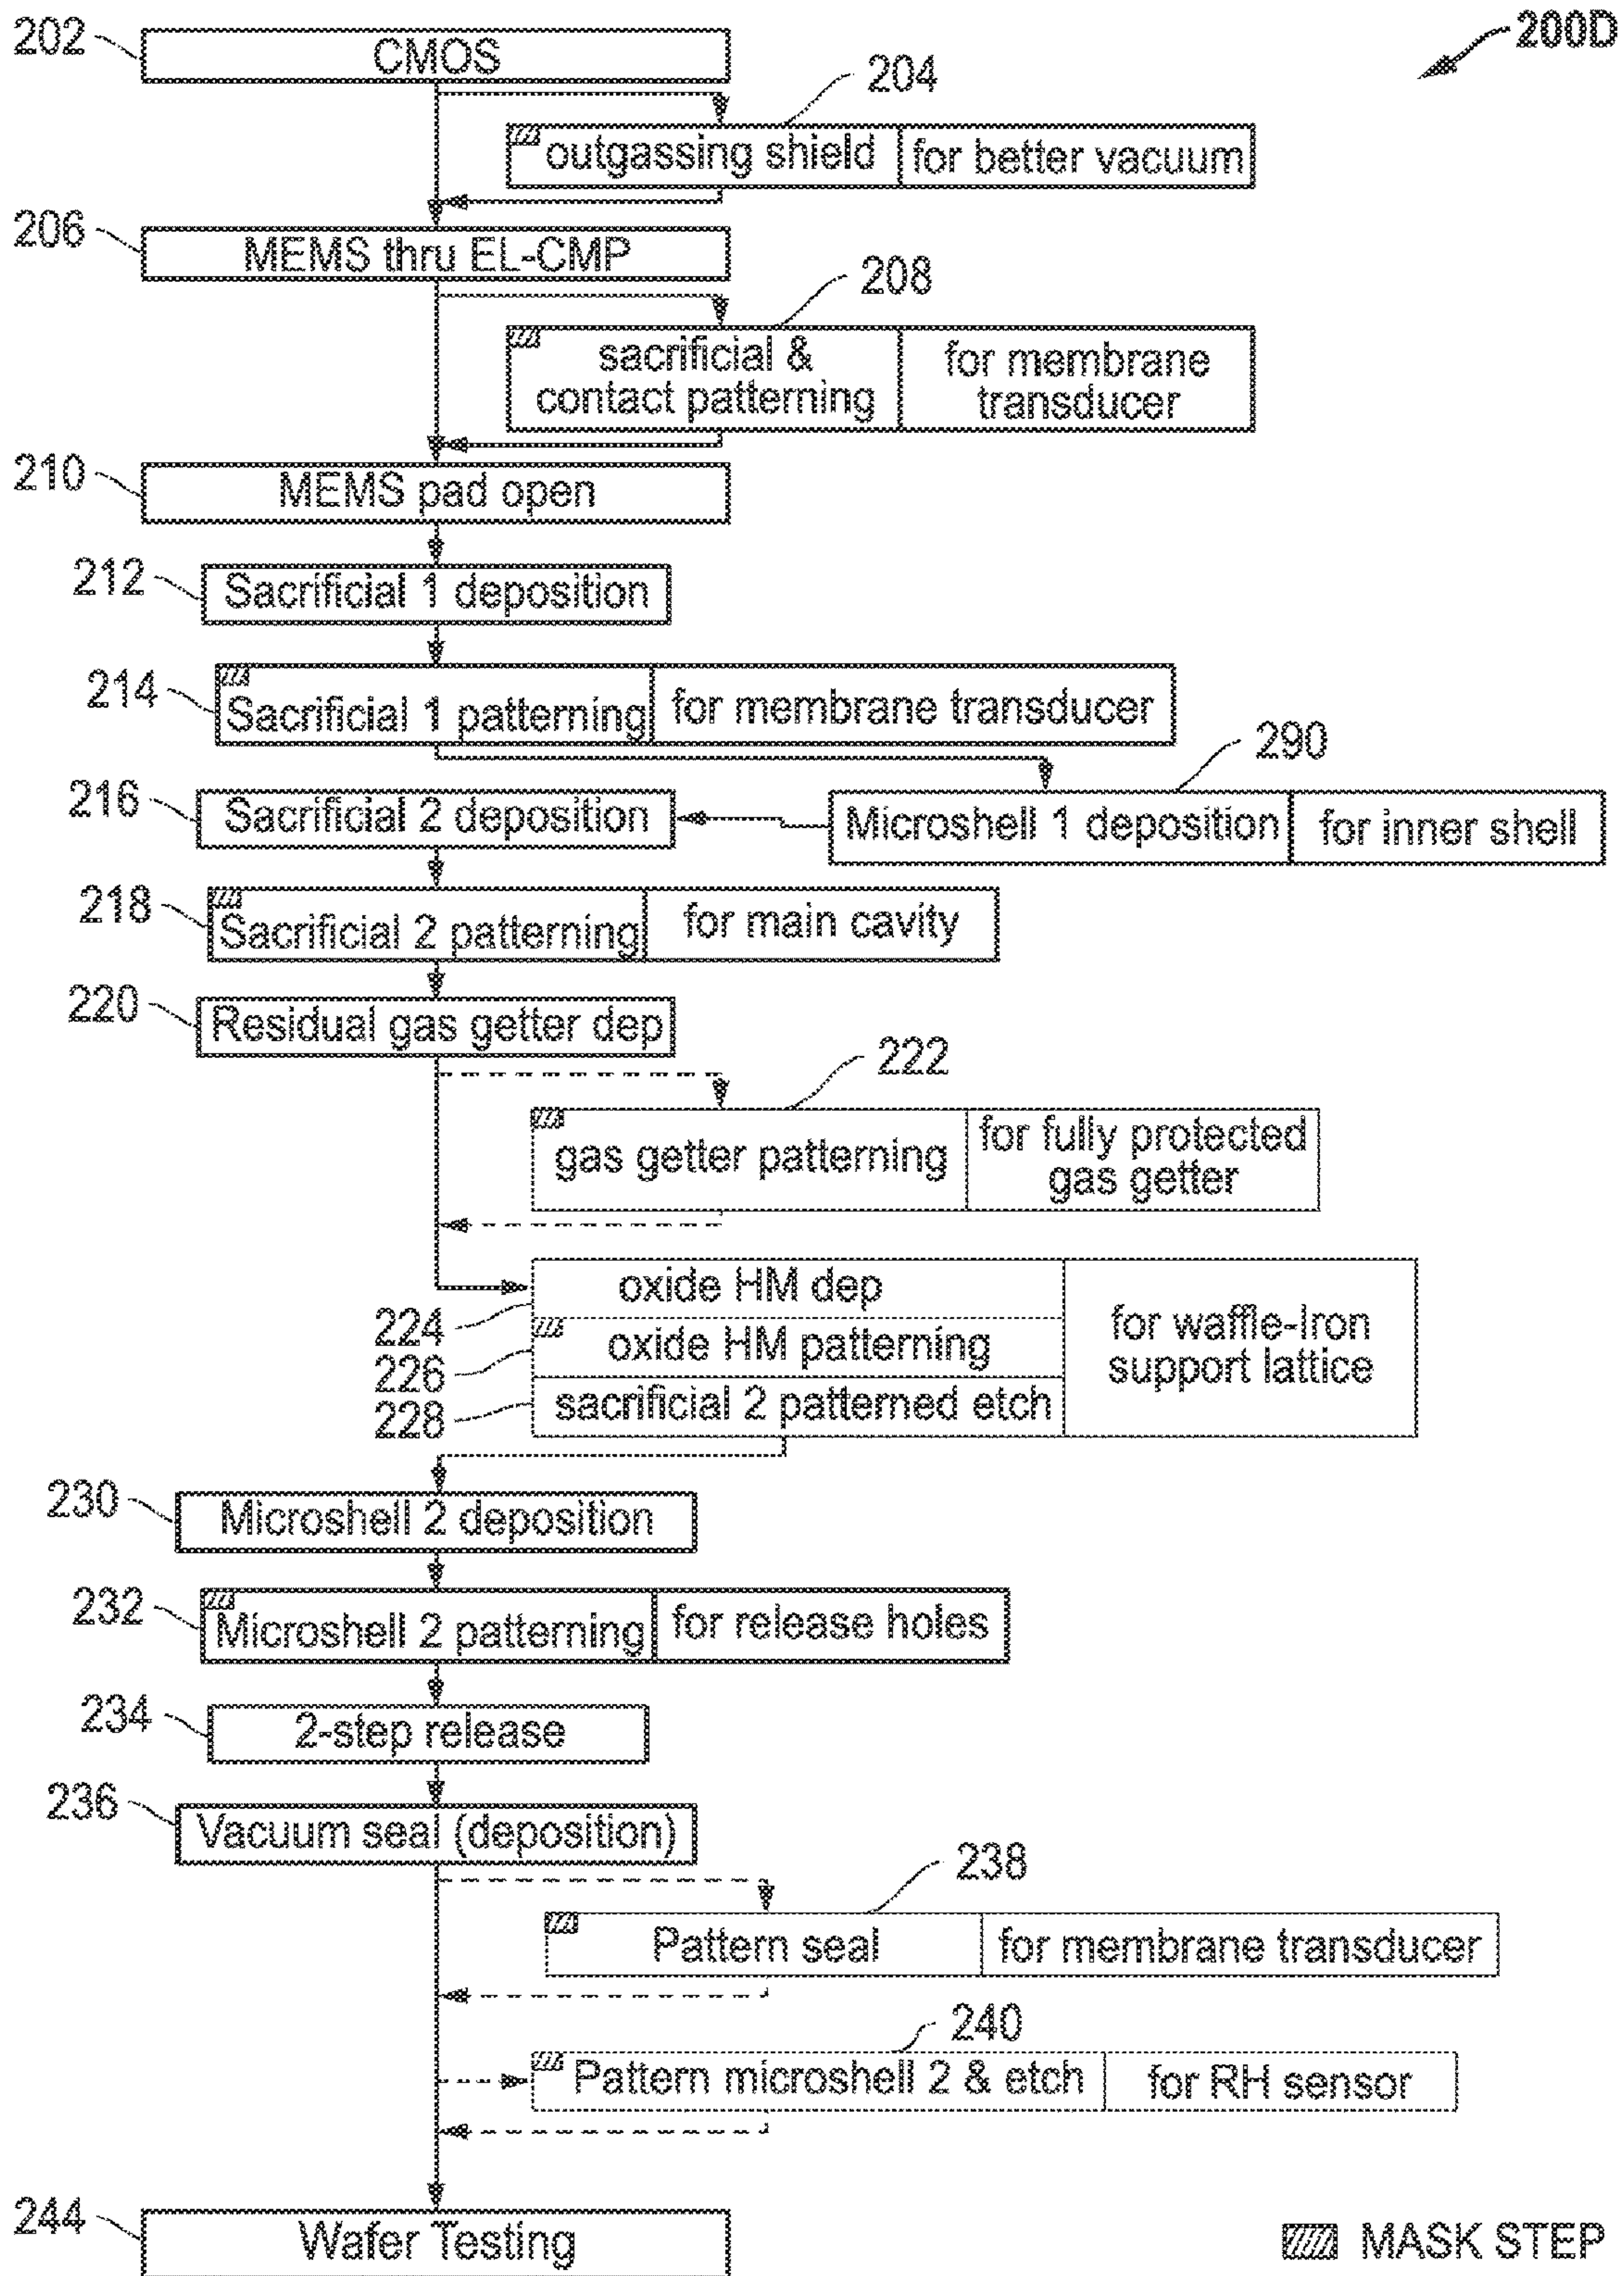 200D
202
CMOS
204
outgassing shield
for better vacuum
206
MEMS thru EL-CMP
208
sacrificial &
contact patterning
for membrane
transducer
210
MEMS pad open
212
Sacrificial 1 deposition
214
Sacrificial 1 patterning
for membrane transducer
290
216
Sacrificial 2 deposition
Microshell 1 deposition
for inner shell
218
Sacrificial 2 patterning
for main cavity
220
Residual gas getter dep
222
gas getter patterning
for fully protected
gas getter
224
oxide HM dep
226
oxide HM patterning
228
sacrificial 2 patterned etch
for waffle-Iron
support lattice
230
Microshell 2 deposition
232
Microshell 2 patterning
for release holes
234
2-step release
236
Vacuum seal (deposition)
238
Pattern seal
for membrane transducer
240
Pattern microshell 2 & etch
for RH sensor
244
Wafer Testing
MASK STEP